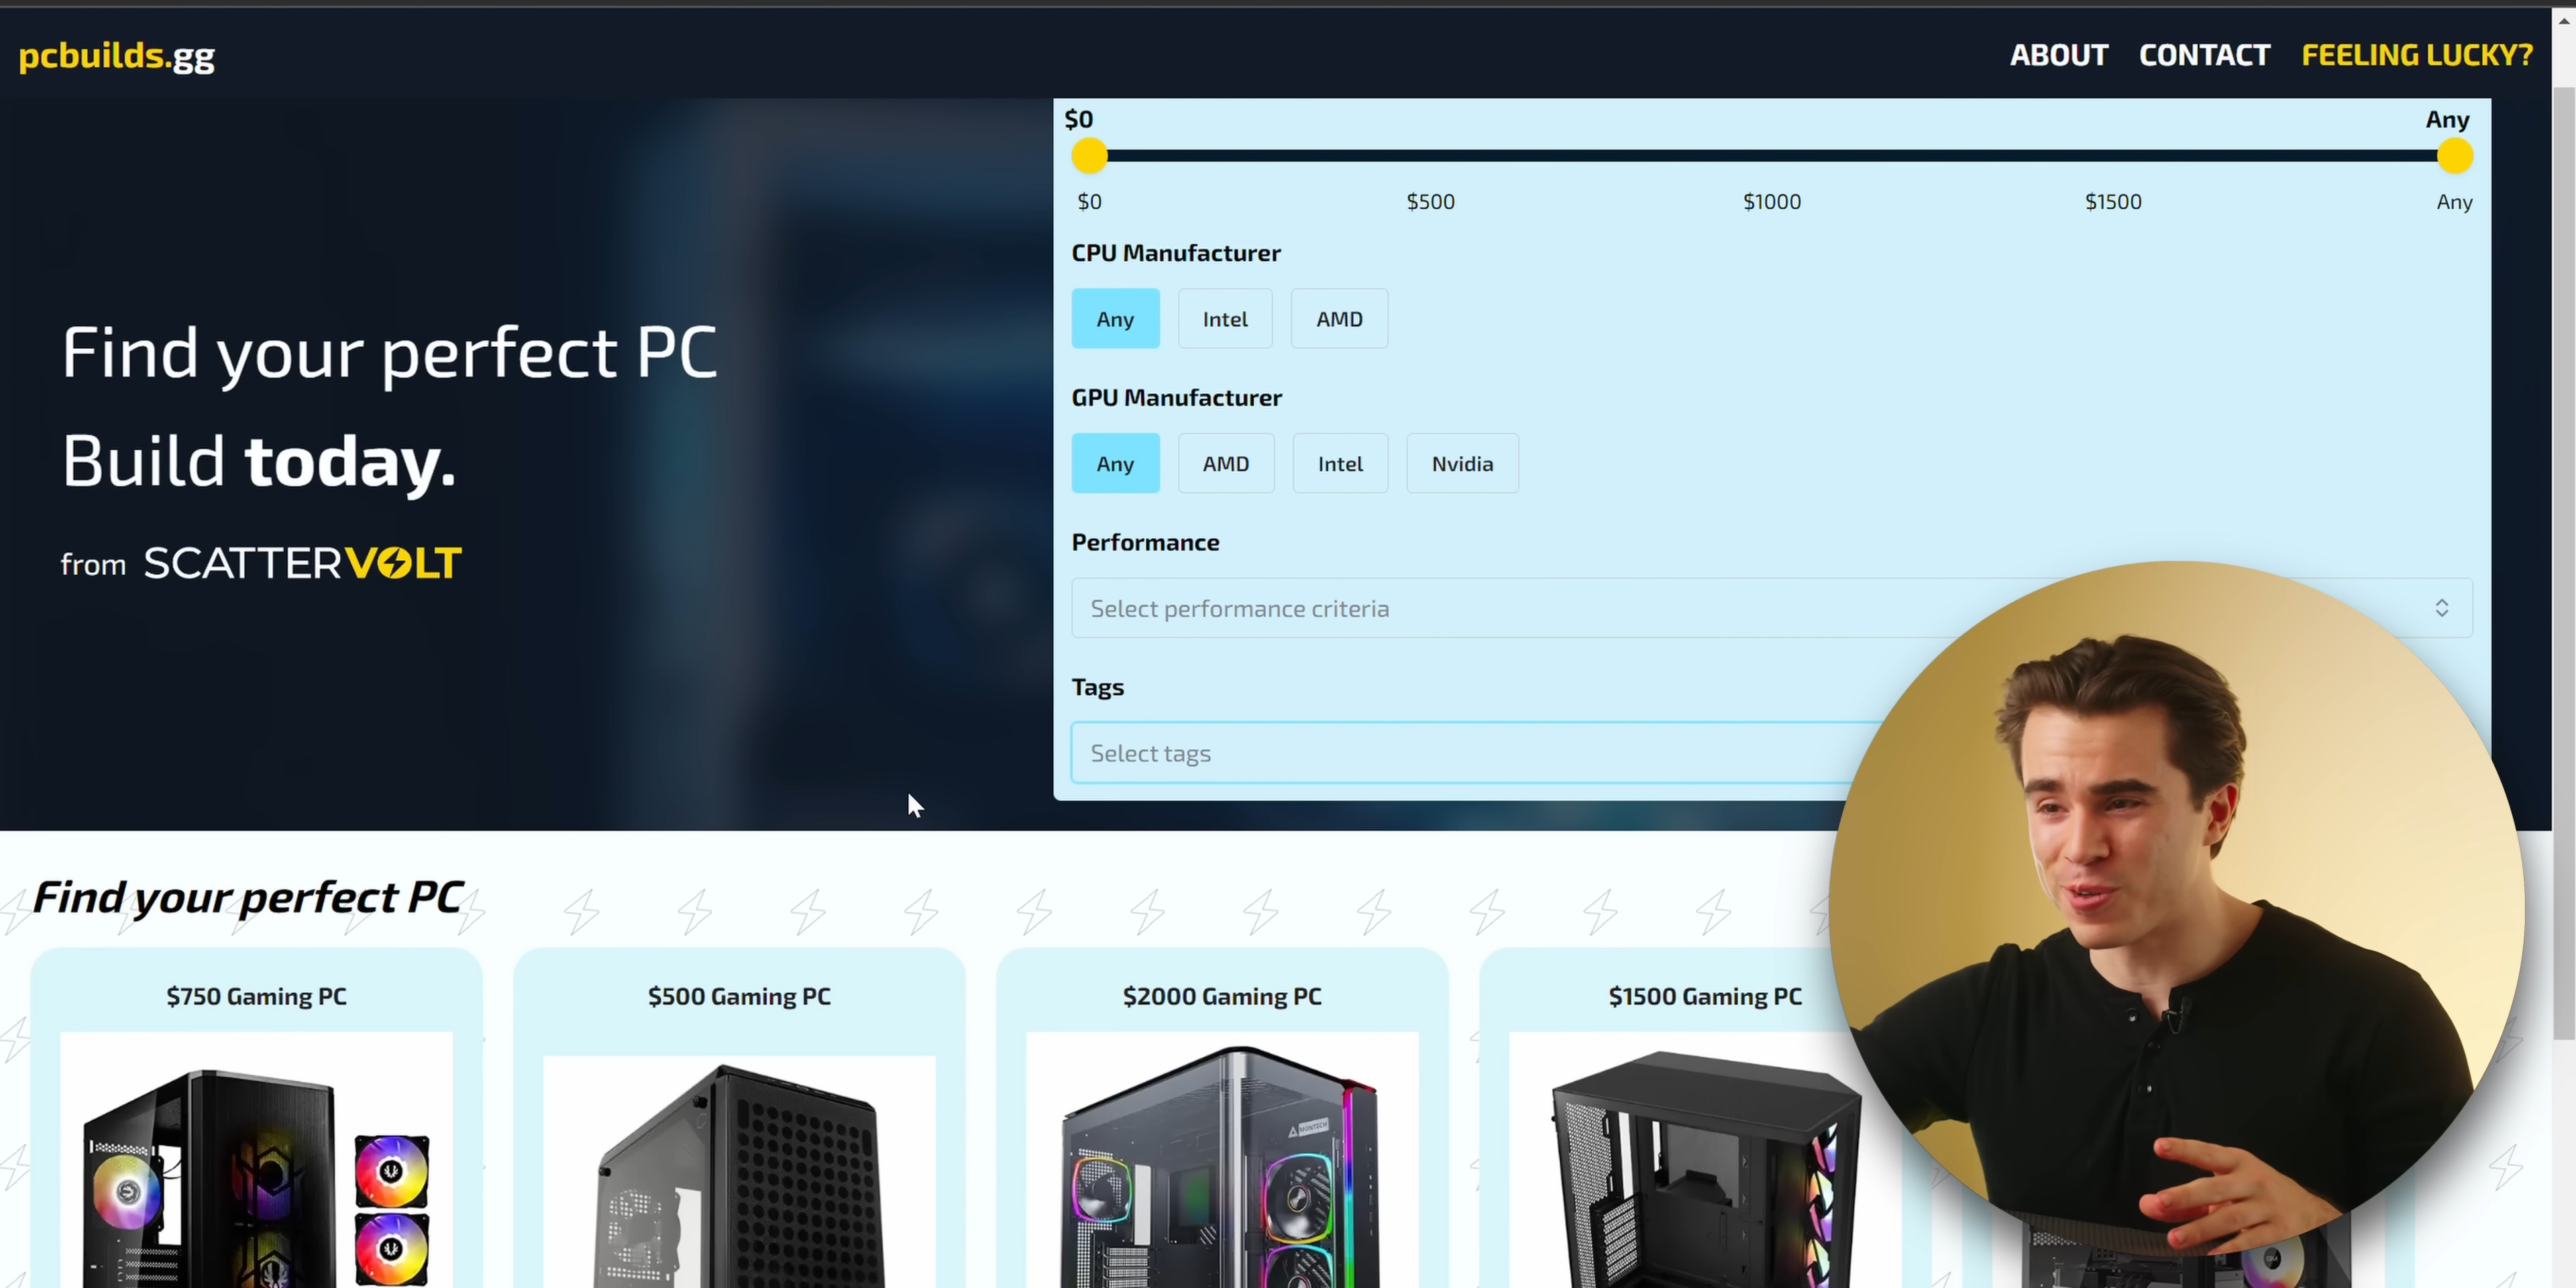 pcbuilds.gg
ABOUT CONTACT FEELING LUCKY?
$0 Any
$0 $500 $1000 $1500 Any
CPU Manufacturer
Any Intel AMD
GPU Manufacturer
Any AMD Intel Nvidia
Performance
Select performance criteria
Tags
Select tags
Find your perfect PC
Build today.
from SCATTERVOLT
Find your perfect PC
$750 Gaming PC
$500 Gaming PC
$2000 Gaming PC
$1500 Gaming PC
MONTECH